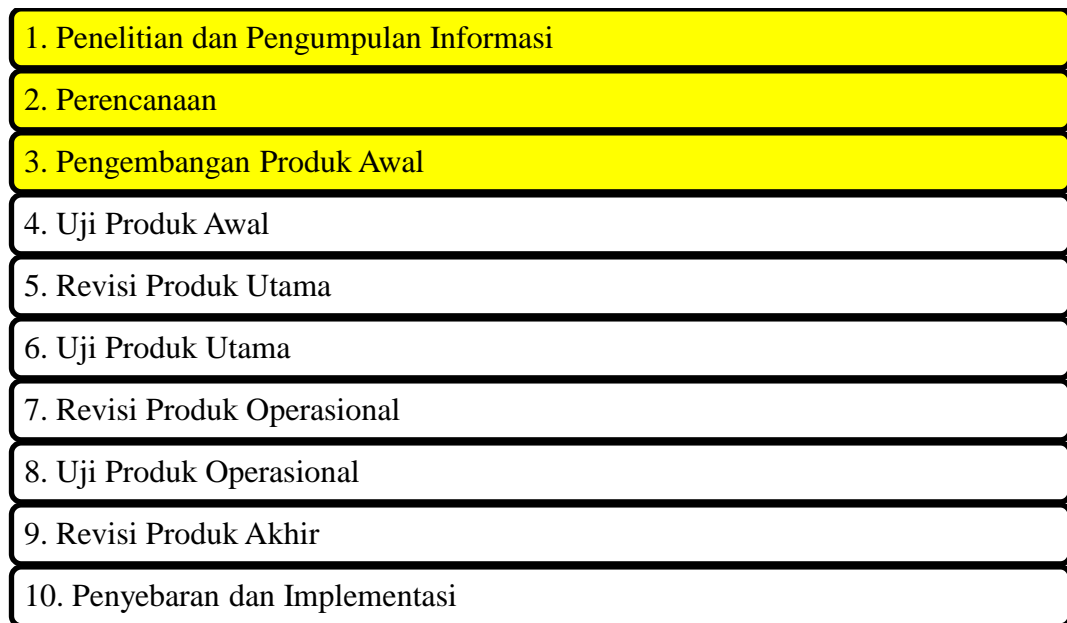 1. Penelitian dan Pengumpulan Informasi
2. Perencanaan
3. Pengembangan Produk Awal
4. Uji Produk Awal
5. Revisi Produk Utama
6. Uji Produk Utama
7. Revisi Produk Operasional
8. Uji Produk Operasional
9. Revisi Produk Akhir
10. Penyebaran dan Implementasi